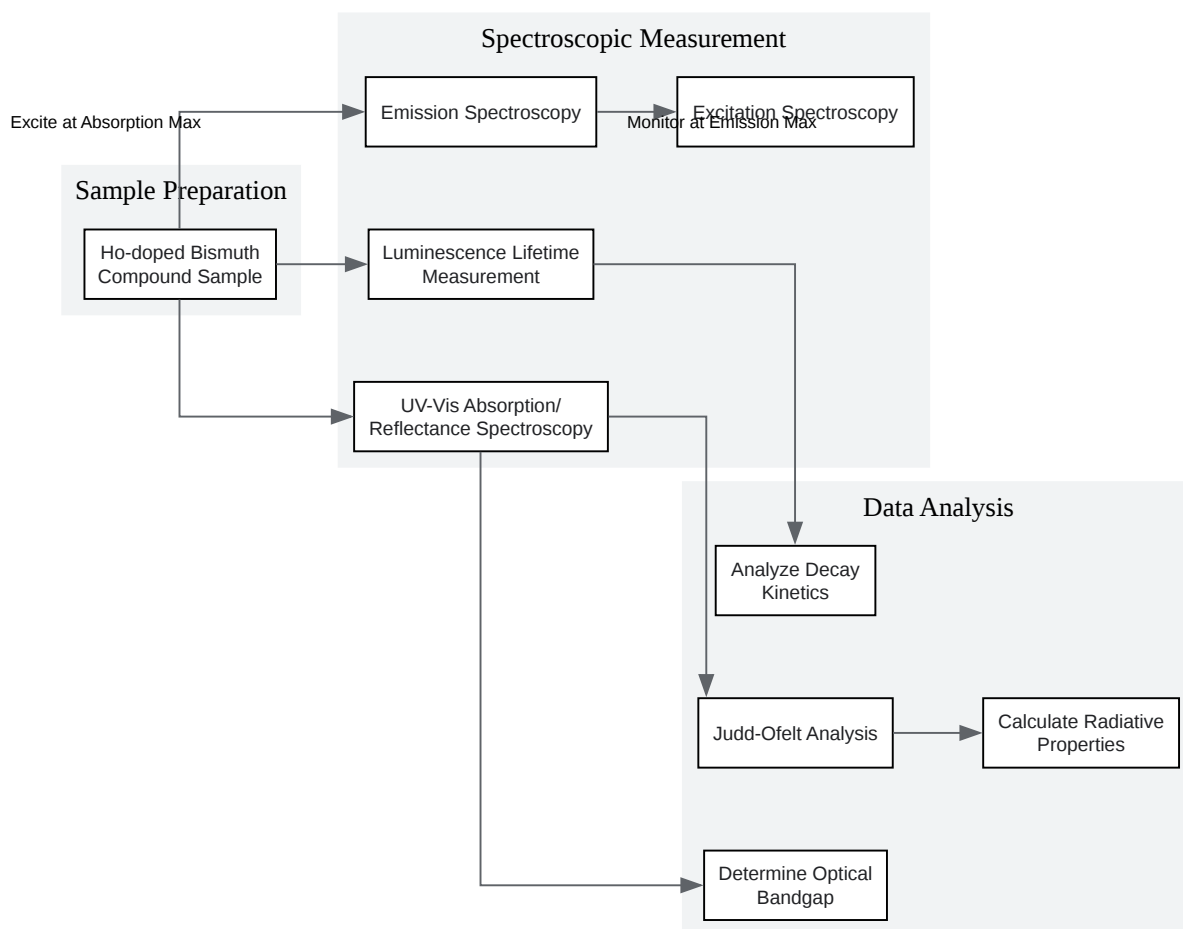 Spectroscopic Measurement
Emission Spectroscopy
Excitation Spectroscopy
Excite at Absorption Max
Monitor at Emission Max
Sample Preparation
Ho-doped Bismuth
Compound Sample
Luminescence Lifetime
Measurement
UV-Vis Absorption/
Reflectance Spectroscopy
Data Analysis
Analyze Decay
Kinetics
Judd-Ofelt Analysis
Calculate Radiative
Properties
Determine Optical
Bandgap